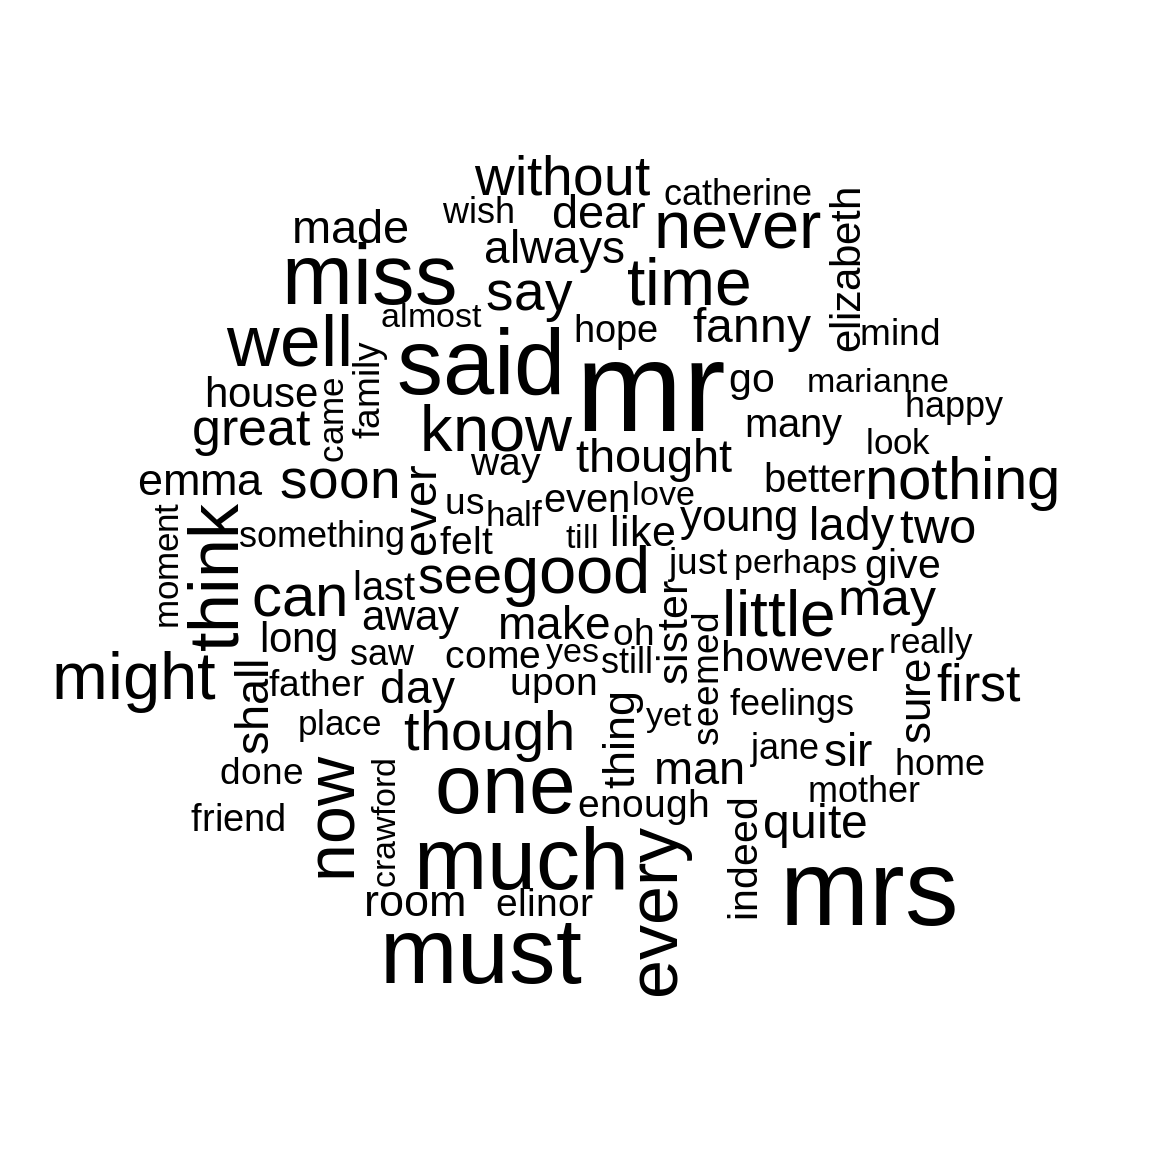 without
catherine
wish
dear
made
never
elizabeth
always
miss
say
time
almost
hope
fanny
mind
well
said
mr
family
go
marianne
house
came
happy
great
know
many
look
way
thought
emma
soon
ever
better
nothing
us
half
even
love
moment
think
something
felt
till
like
young
lady
two
can
last
see
good
just
perhaps
give
away
make
oh
sister
seemed
little
may
long
saw
come
yes
still
however
really
might
shall
father
day
upon
thing
yet
feelings
sure
first
place
though
jane
sir
home
done
now
crawford
one
man
mother
friend
enough
indeed
quite
much
every
mrs
room
elinor
must